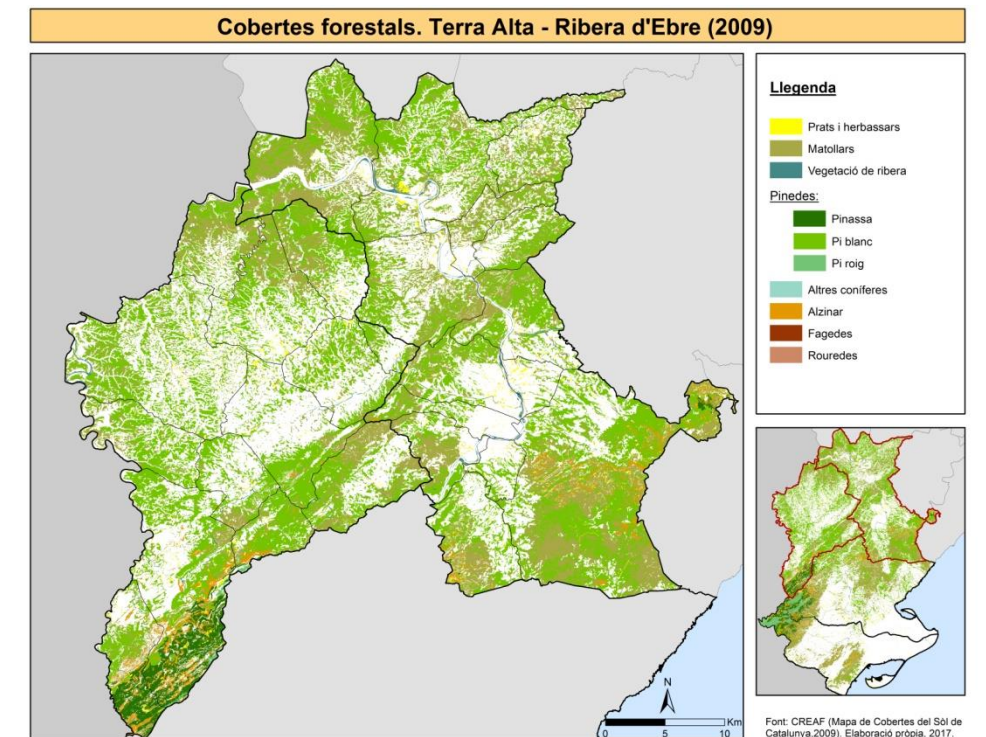 Cobertes forestals. Terra Alta - Ribera d'Ebre (2009)
Llegenda
Prats i herbassars
Matollars
Vegetació de ribera
Pinedes:
Pinassa
Pi blanc
Pi roig
Altres coníferes
Alzinar
Fagedes
Rouredes
N
Km
0 5 10
Font: CREAF (Mapa de Cobertes del Sòl de
Catalunya,2009). Elaboració pròpia, 2017.